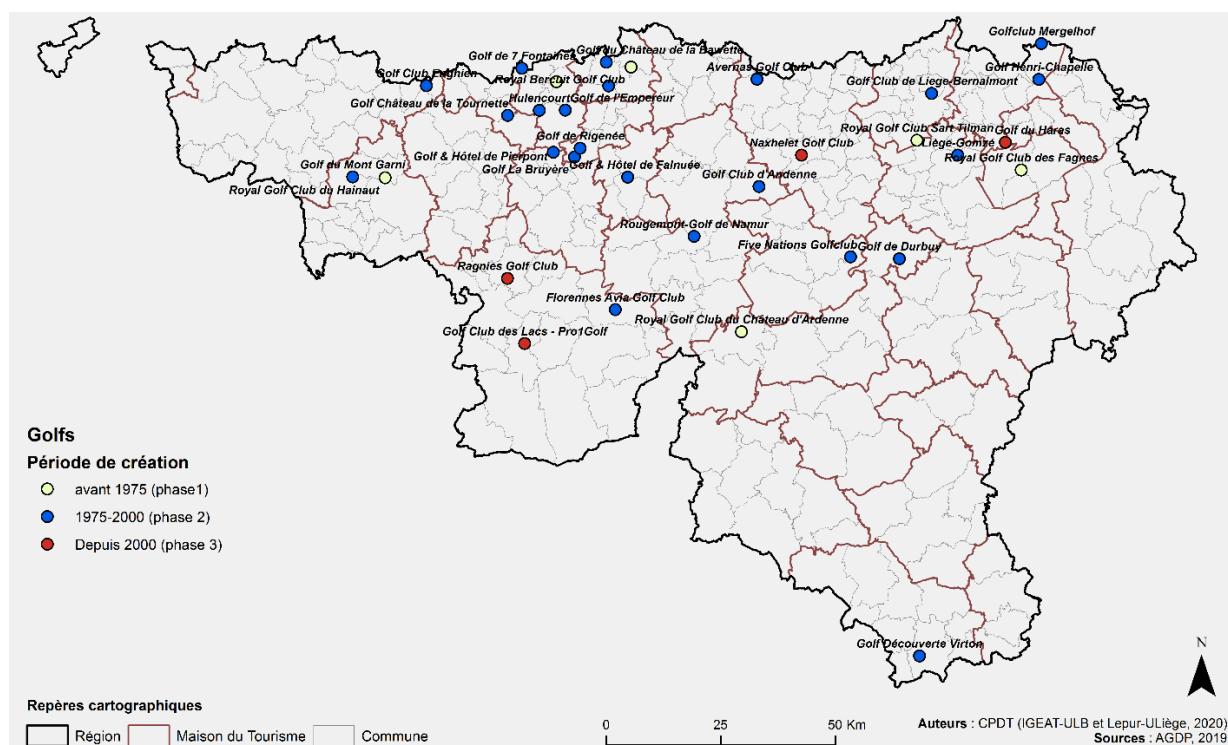 Golfclub Mergelhof
Golf du Château de la Bawette
Golf de 7 Fontaines
Avernas Golf Club
Golf Henri-Chapelle
Golf Club Enghien
Royal Bercuit Golf Club
Golf Club de Liege-Bernalmont
Golf Château de la Tournette
Hulencourt
Golf de l'Empereur
Royal Golf Club Sart Tilman
Golf du Hâres
Golf de Rigenée
Naxhelet Golf Club
Liège-Gomzé
Golf du Mont Garni
Golf & Hôtel de Pierpont
Royal Golf Club des Fagnes
Golf La Bruyère
Golf & Hôtel de Falnuée
Golf Club d'Andenne
Royal Golf Club du Hainaut
Rougemont-Golf de Namur
Five Nations Golfclub
Golf de Durbuy
Ragnies Golf Club
Florennes Avia Golf Club
Royal Golf Club du Château d'Ardenne
Golf Club des Lacs - Pro1Golf
Golf Découverte Virton
Golfs
Période de création
avant 1975 (phase1)
1975-2000 (phase 2)
Depuis 2000 (phase 3)
N
Repères cartographiques
Région
Maison du Tourisme
Commune
0 25 50 Km
Auteurs : CPDT (IGEAT-ULB et Lepur-ULiège, 2020)
Sources : AGDP, 2019